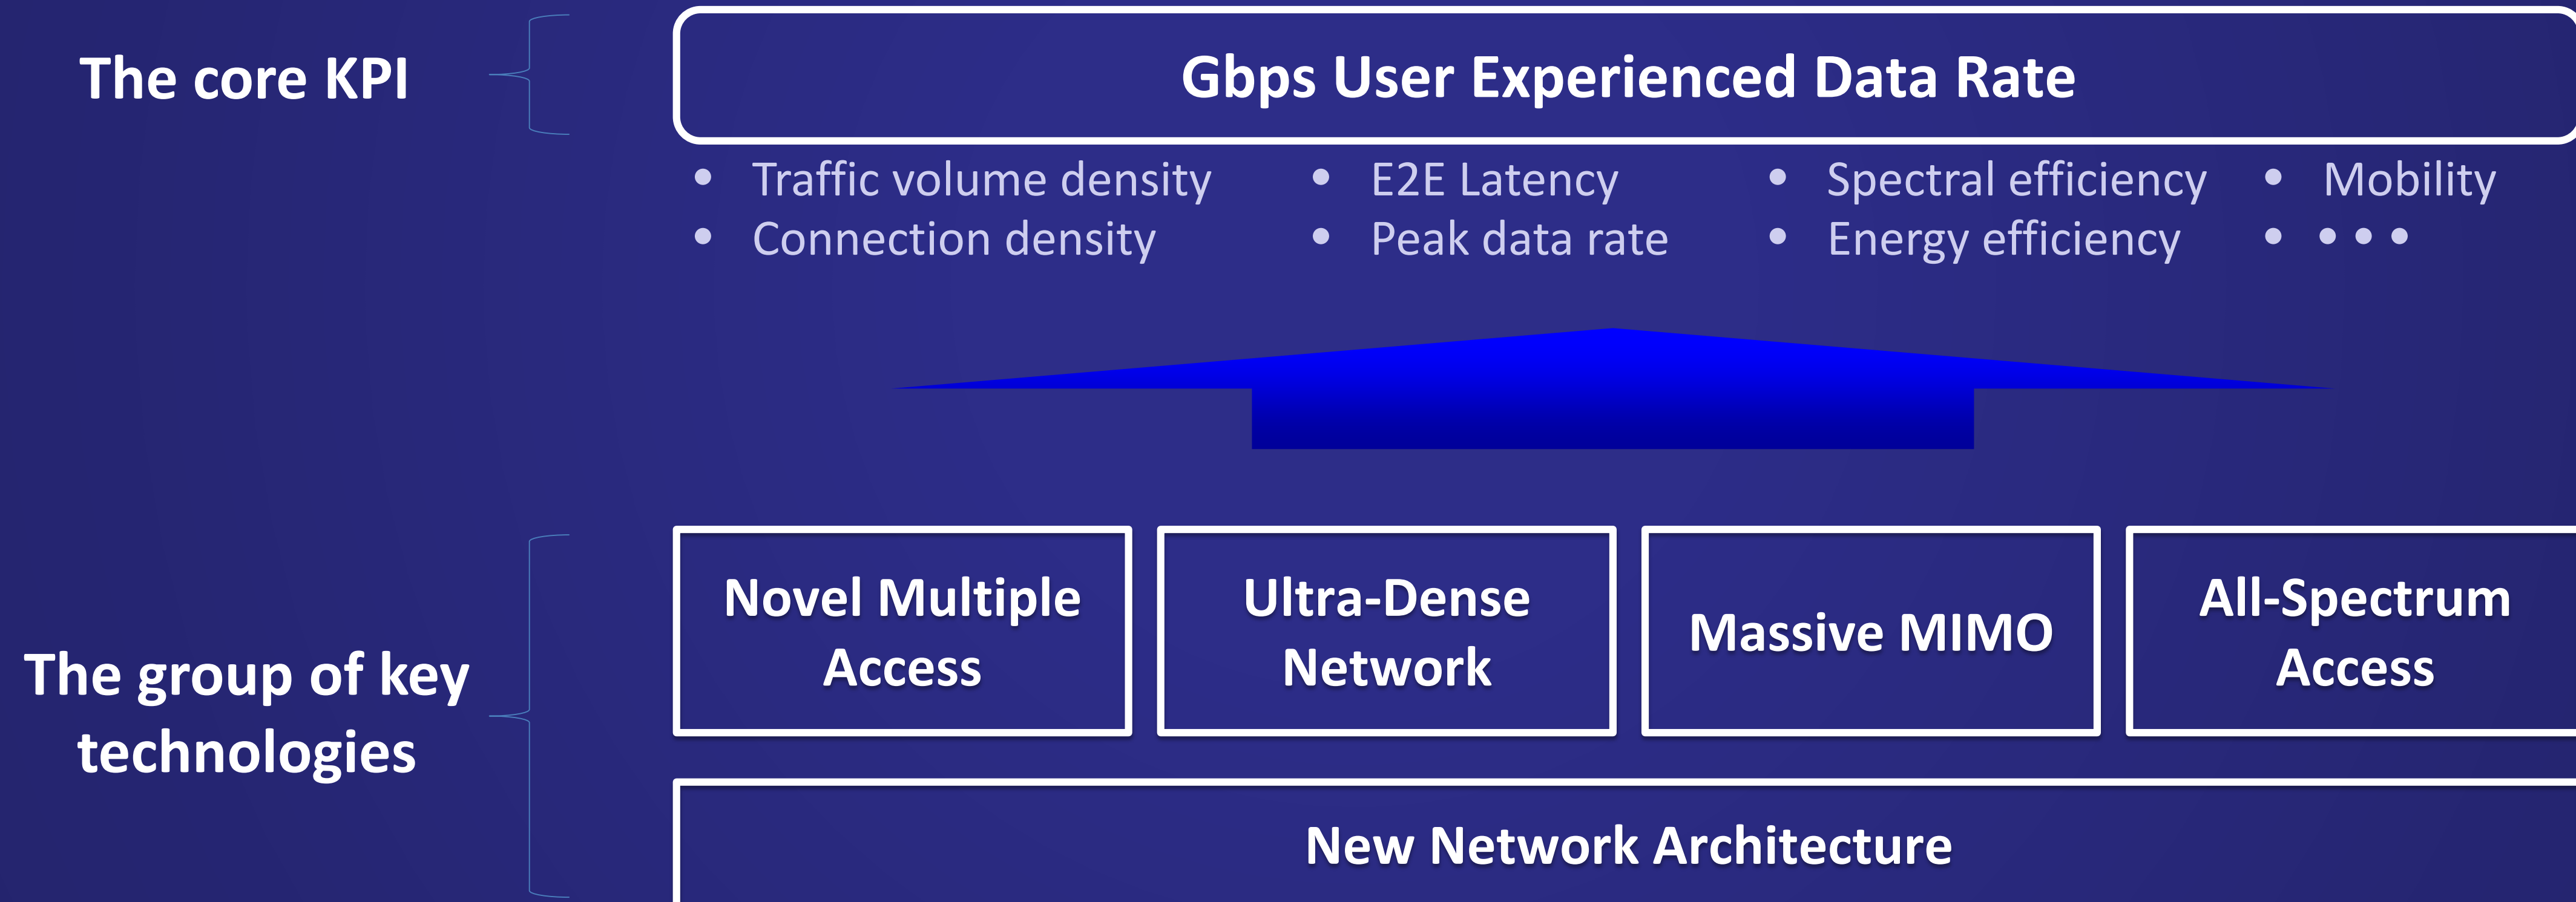 The core KPI
Gbps User Experienced Data Rate
• Traffic volume density
• E2E Latency
• Spectral efficiency
• Mobility
• Connection density
• Peak data rate
• Energy efficiency
• • • •
The group of key
technologies
Novel Multiple
Access
Ultra-Dense
Network
Massive MIMO
All-Spectrum
Access
New Network Architecture